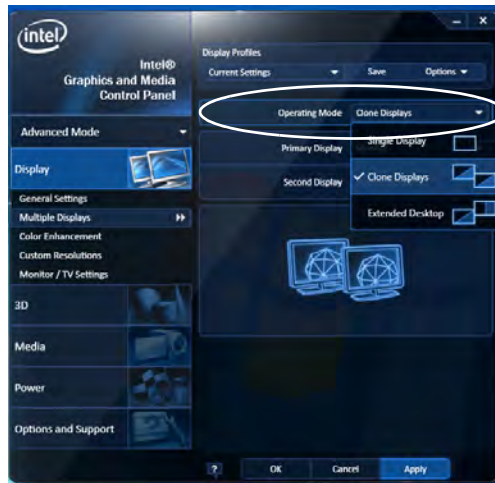 intel
Intel®
Graphics and Media
Control Panel
Advanced Mode
Display
General Settings
Multiple Displays
Color Enhancement
Custom Resolutions
Monitor / TV Settings
3D
Media
Power
Options and Support
Display Profiles
Current Settings
Save
Options
Operating Mode
Clone Displays
Primary Display
Single Display
Second Display
Clone Displays
Extended Desktop
?
OK
Cancel
Apply